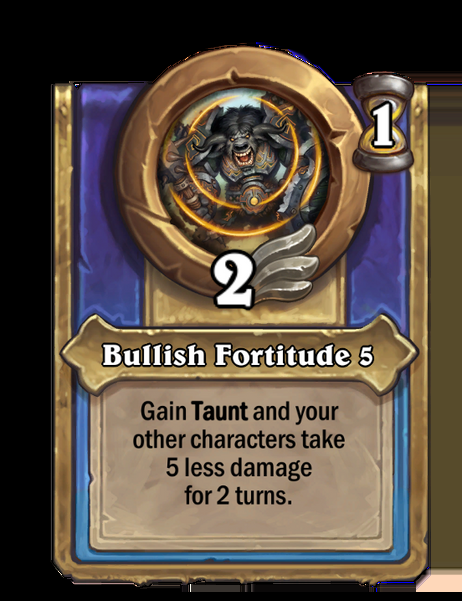 1
2
Bullish Fortitude 5
Gain Taunt and your
other characters take
5 less damage
for 2 turns.